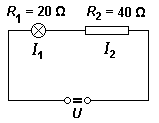 R₁ = 20 Ω R₂ = 40 Ω
I₁ I₂
U